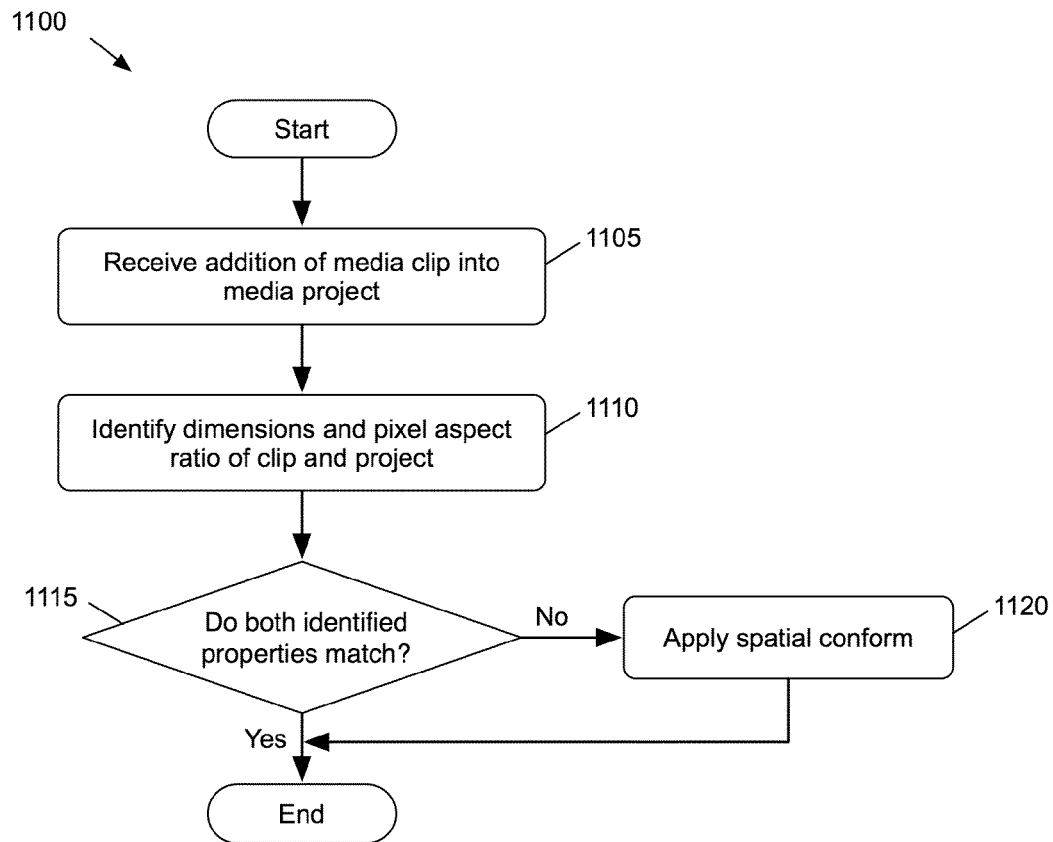 1100
Start
Receive addition of media clip into
media project
1105
Identify dimensions and pixel aspect
ratio of clip and project
1110
1115
Do both identified
properties match?
No
Apply spatial conform
1120
Yes
End